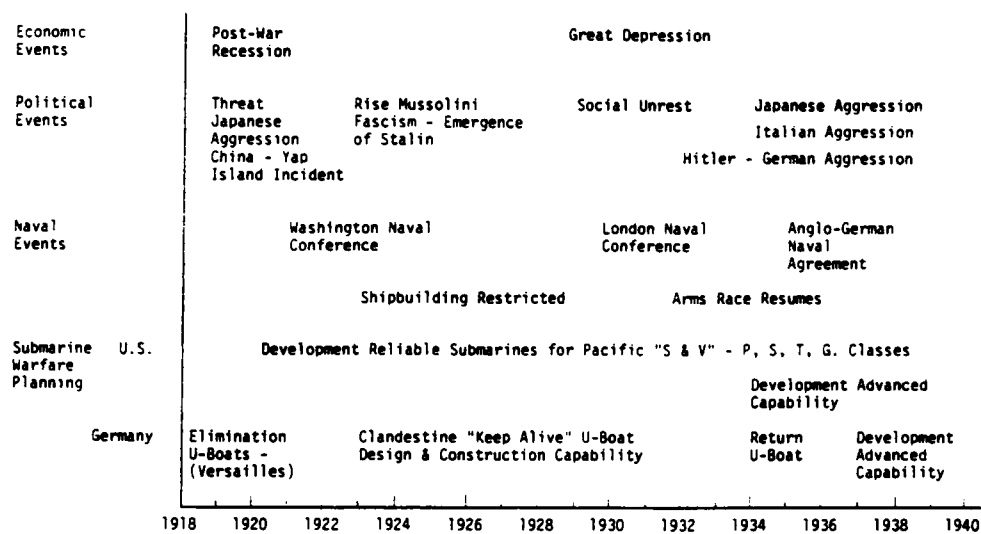 Economic Events
Post-War Recession
Great Depression
Political Events
Threat Japanese Aggression China - Yap Island Incident
Rise Mussolini Fascism - Emergence of Stalin
Social Unrest
Japanese Aggression
Italian Aggression
Hitler - German Aggression
Naval Events
Washington Naval Conference
London Naval Conference
Anglo-German Naval Agreement
Shipbuilding Restricted
Arms Race Resumes
Submarine Warfare Planning
U.S.
Development Reliable Submarines for Pacific "S & V" - P, S, T, G. Classes
Development Advanced Capability
Germany
Elimination U-Boats - (Versailles)
Clandestine "Keep Alive" U-Boat Design & Construction Capability
Return U-Boat
Development Advanced Capability
1918 1920 1922 1924 1926 1928 1930 1932 1934 1936 1938 1940